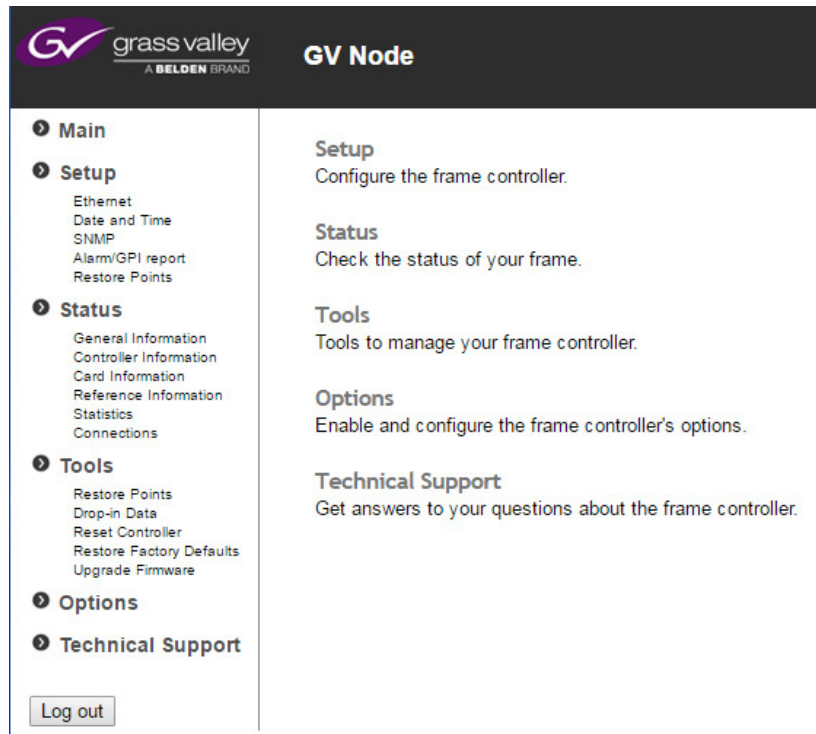 GV grass valley
A BELDEN BRAND
GV Node
Main
Setup
Ethernet
Date and Time
SNMP
Alarm/GPI report
Restore Points
Status
General Information
Controller Information
Card Information
Reference Information
Statistics
Connections
Tools
Restore Points
Drop-in Data
Reset Controller
Restore Factory Defaults
Upgrade Firmware
Options
Technical Support
Log out
Setup
Configure the frame controller.
Status
Check the status of your frame.
Tools
Tools to manage your frame controller.
Options
Enable and configure the frame controller's options.
Technical Support
Get answers to your questions about the frame controller.